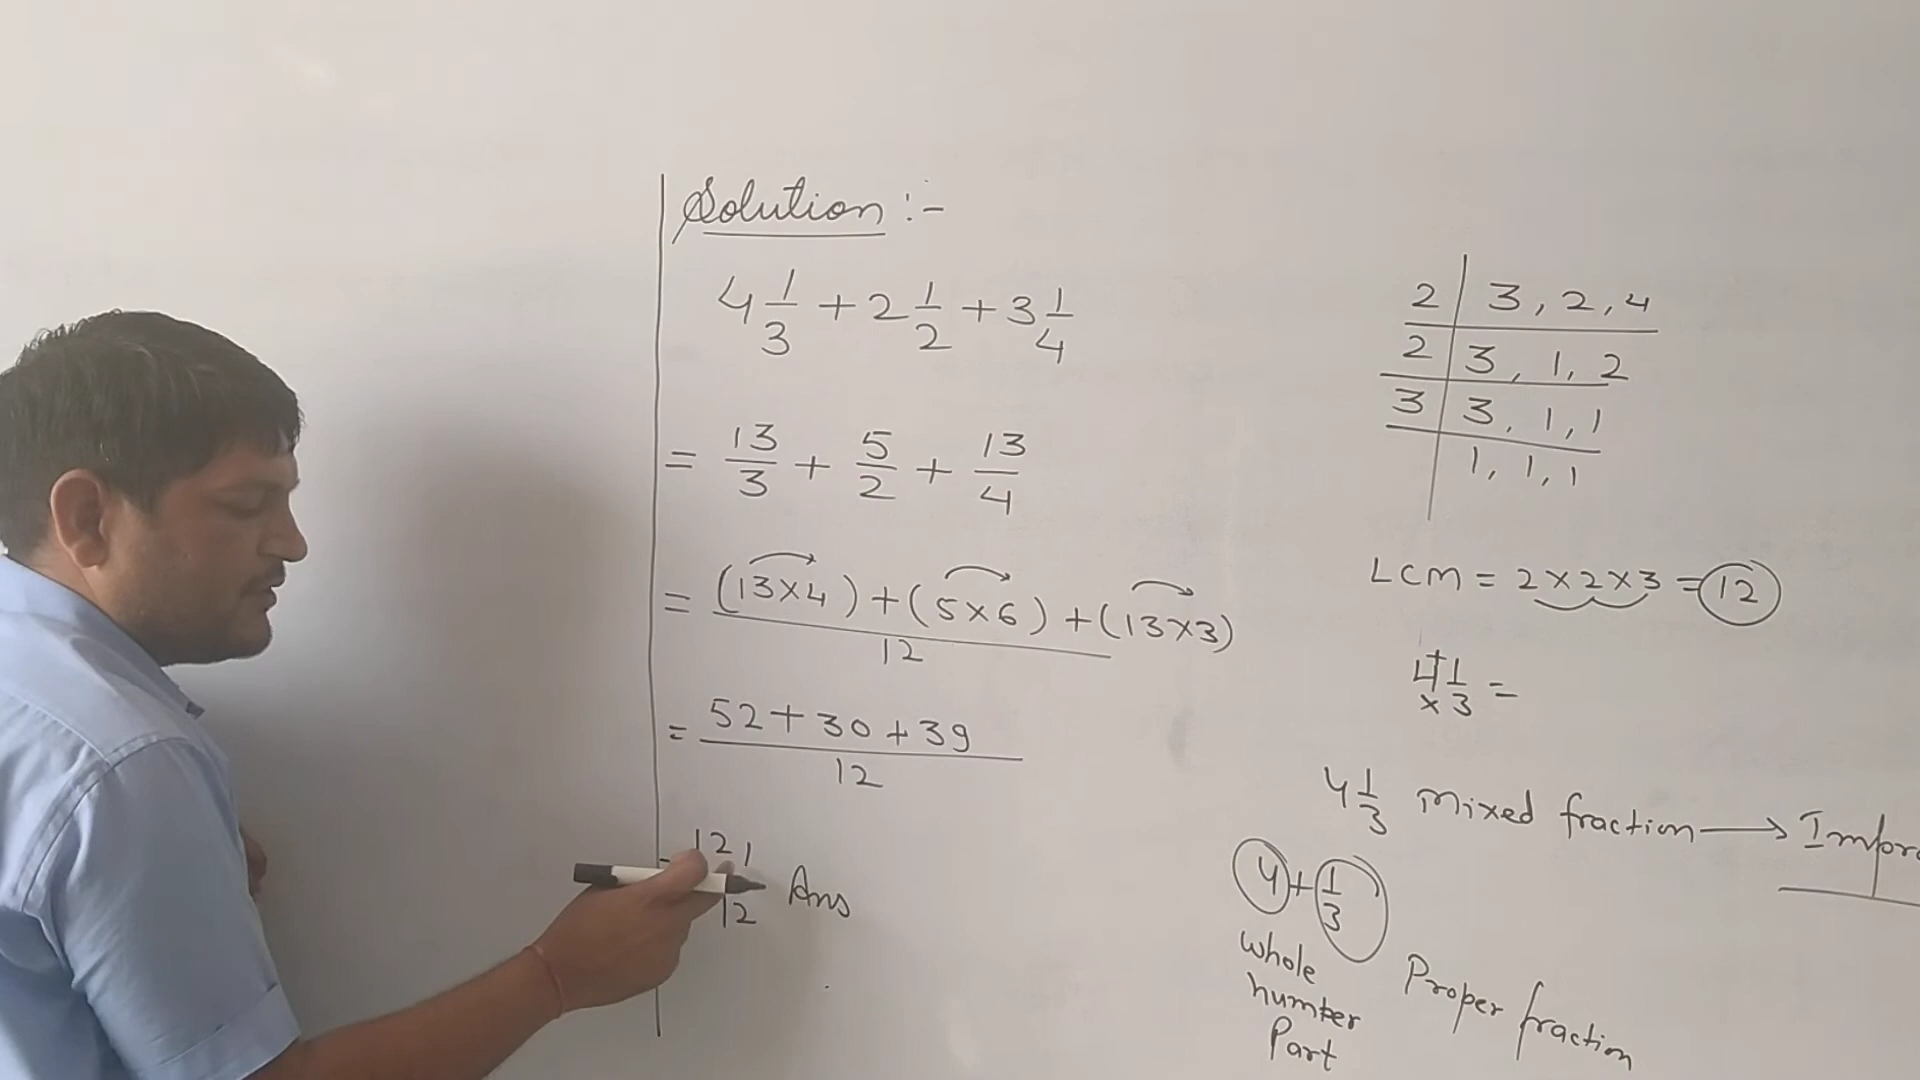 Solution :-
4 1/3 + 2 1/2 + 3 1/4
= 13/3 + 5/2 + 13/4
= (13×4) + (5×6) + (13×3) / 12
= 52 + 30 + 39 / 12
= 121 / 12 Ans
2 | 3, 2, 4
2 | 3, 1, 2
3 | 3, 1, 1
1, 1, 1
LCM = 2×2×3 = 12
4 + 1 × 3 =
4 1/3 Mixed fraction → Impro
4 + 1/3
Whole
number
Part
Proper fraction